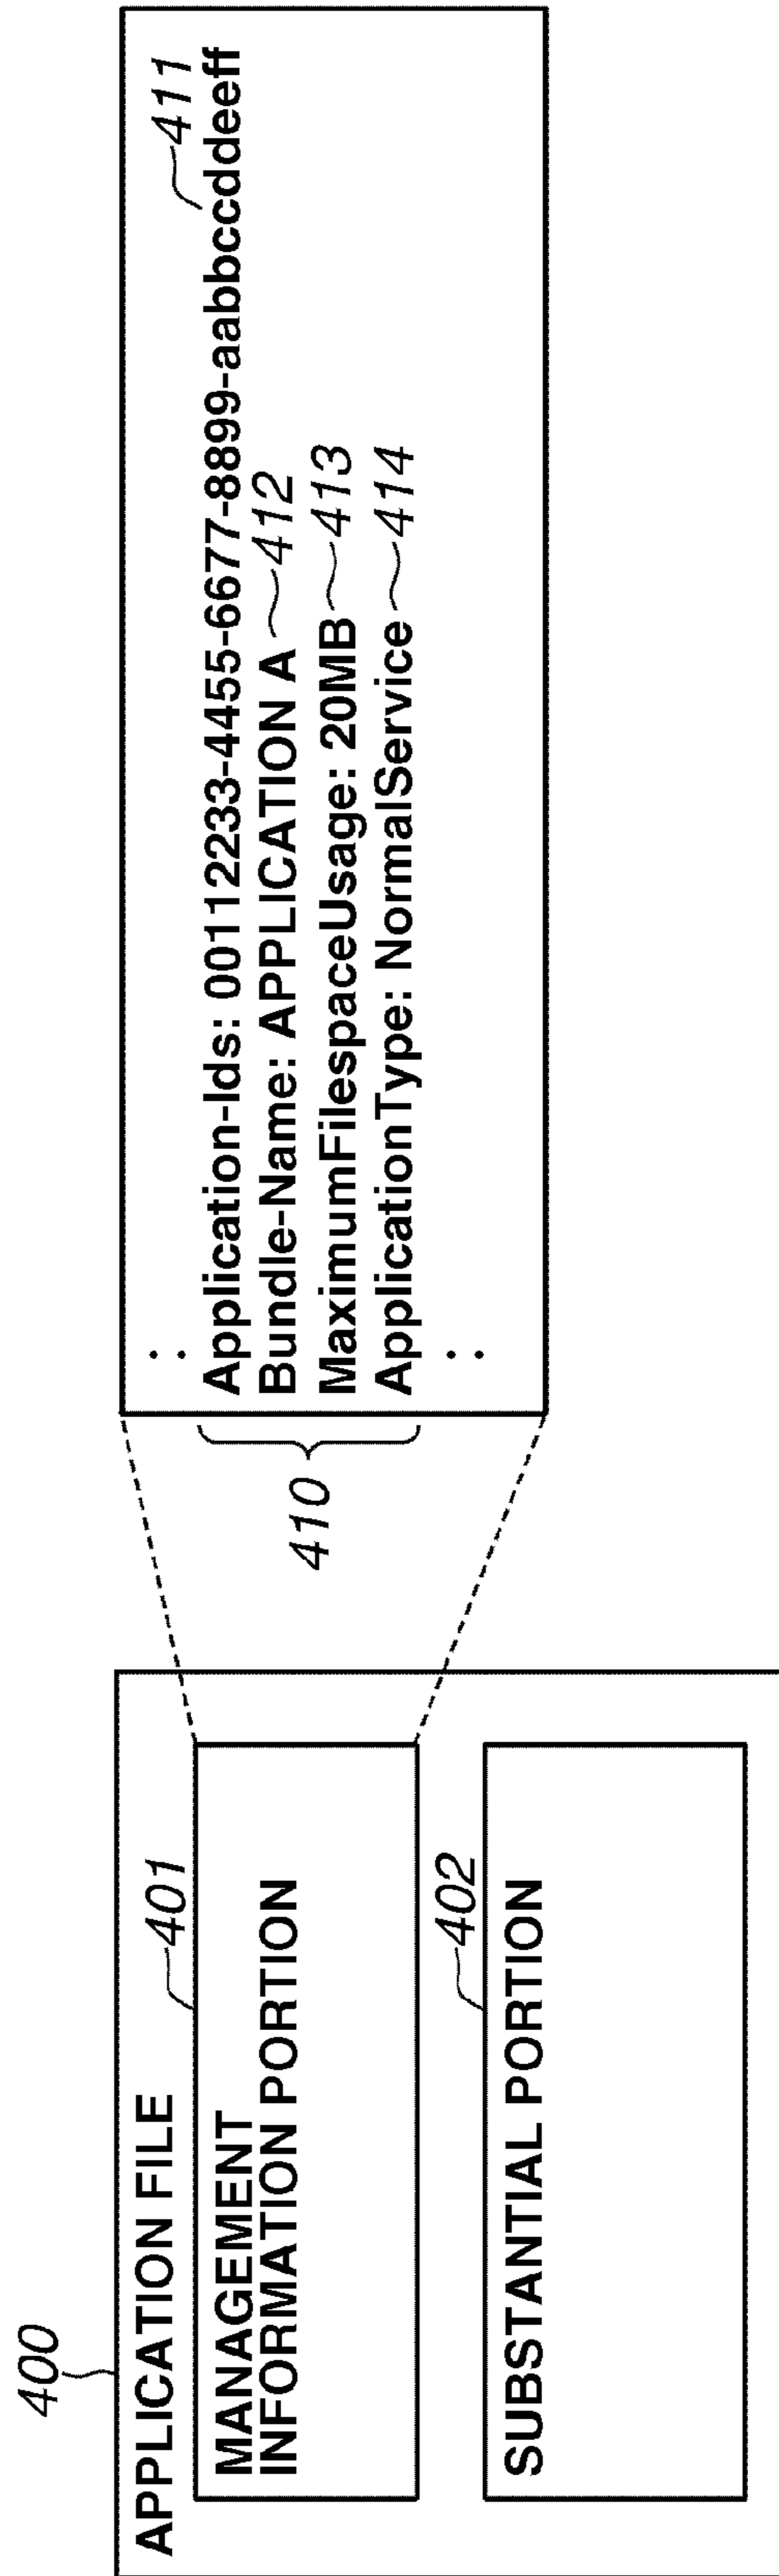 400
APPLICATION FILE
401
MANAGEMENT
INFORMATION PORTION
402
SUBSTANTIAL PORTION
410
:
411
Application-Ids: 00112233-4455-6677-8899-aabbccddeeff
Bundle-Name: APPLICATION A 412
MaximumFilespaceUsage: 20MB 413
ApplicationType: NormalService 414
: